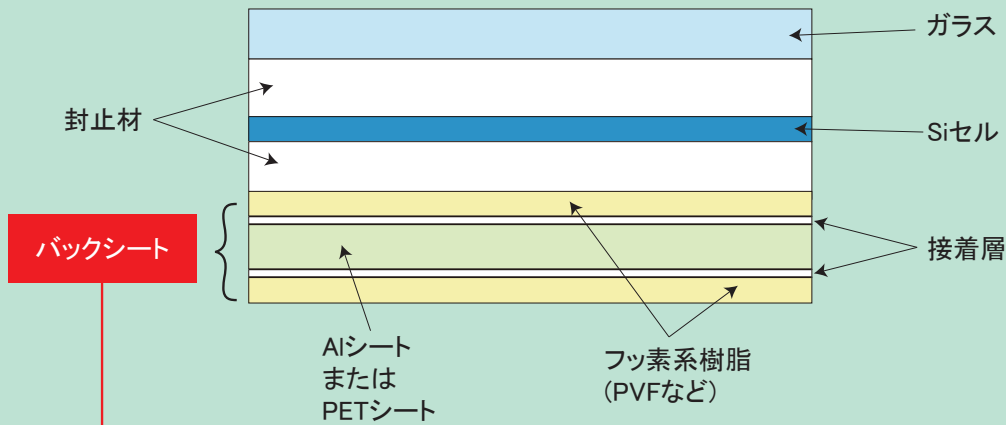 ガラス
封止材
Siセル
バックシート
接着層
Alシート
または
PETシート
フッ素系樹脂
(PVFなど)